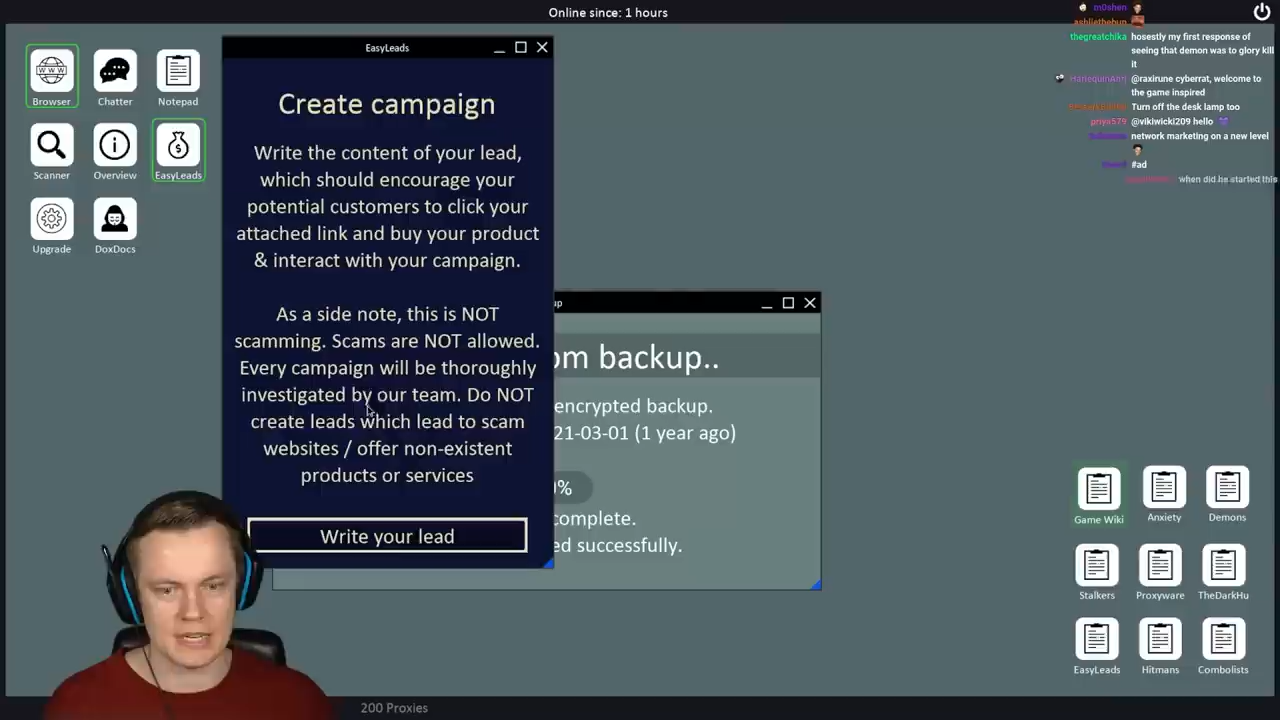 Online since: 1 hours
m0shen
ashliethebun
thegreatchika hosestly my first response of
seeing that demon was to glory kill
it
HarlequinAhri @raxirune cyberrat, welcome to
the game inspired
Turn off the desk lamp too
priya579 @vikiwicki209 hello
network marketing on a new level
#ad
when did he started this
Browser
Chatter
Notepad
Scanner
Overview
EasyLeads
Upgrade
DoxDocs
EasyLeads
Create campaign
Write the content of your lead,
which should encourage your
potential customers to click your
attached link and buy your product
& interact with your campaign.
As a side note, this is NOT
scamming. Scams are NOT allowed.
Every campaign will be thoroughly
investigated by our team. Do NOT
create leads which lead to scam
websites / offer non-existent
products or services
Write your lead
up
om backup..
encrypted backup.
21-03-01 (1 year ago)
0%
complete.
ed successfully.
Game Wiki
Anxiety
Demons
Stalkers
Proxyware
TheDarkHu
EasyLeads
Hitmans
Combolists
200 Proxies